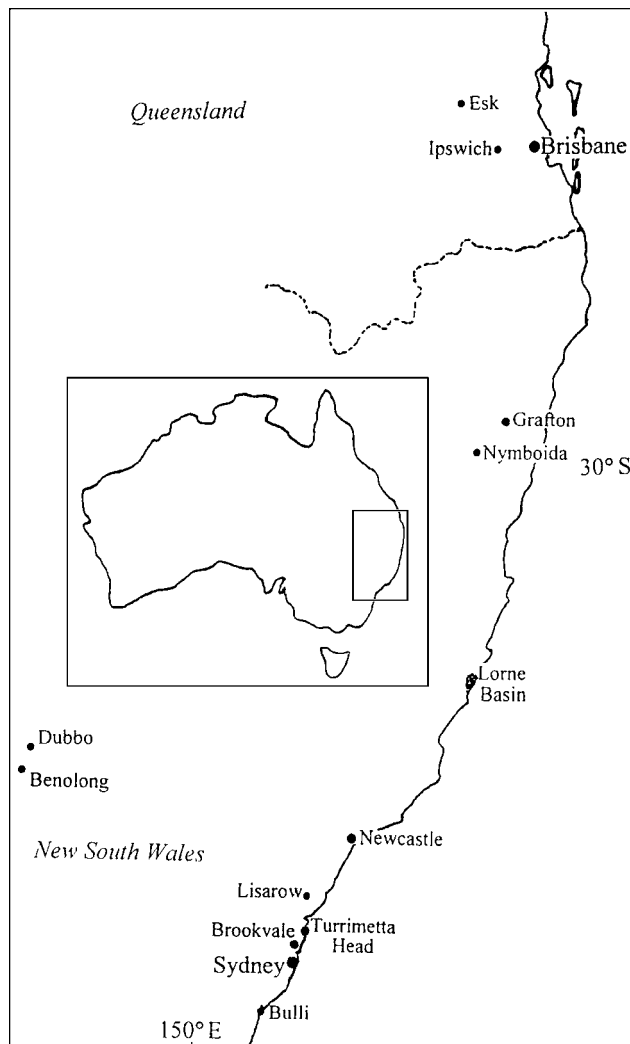 Queensland
Esk
Ipswich
Brisbane
Grafton
Nymboida
30° S
Lorne
Basin
Dubbo
Benolong
Newcastle
New South Wales
Lisarow
Turrimetta
Head
Brookvale
Sydney
Bulli
150° E